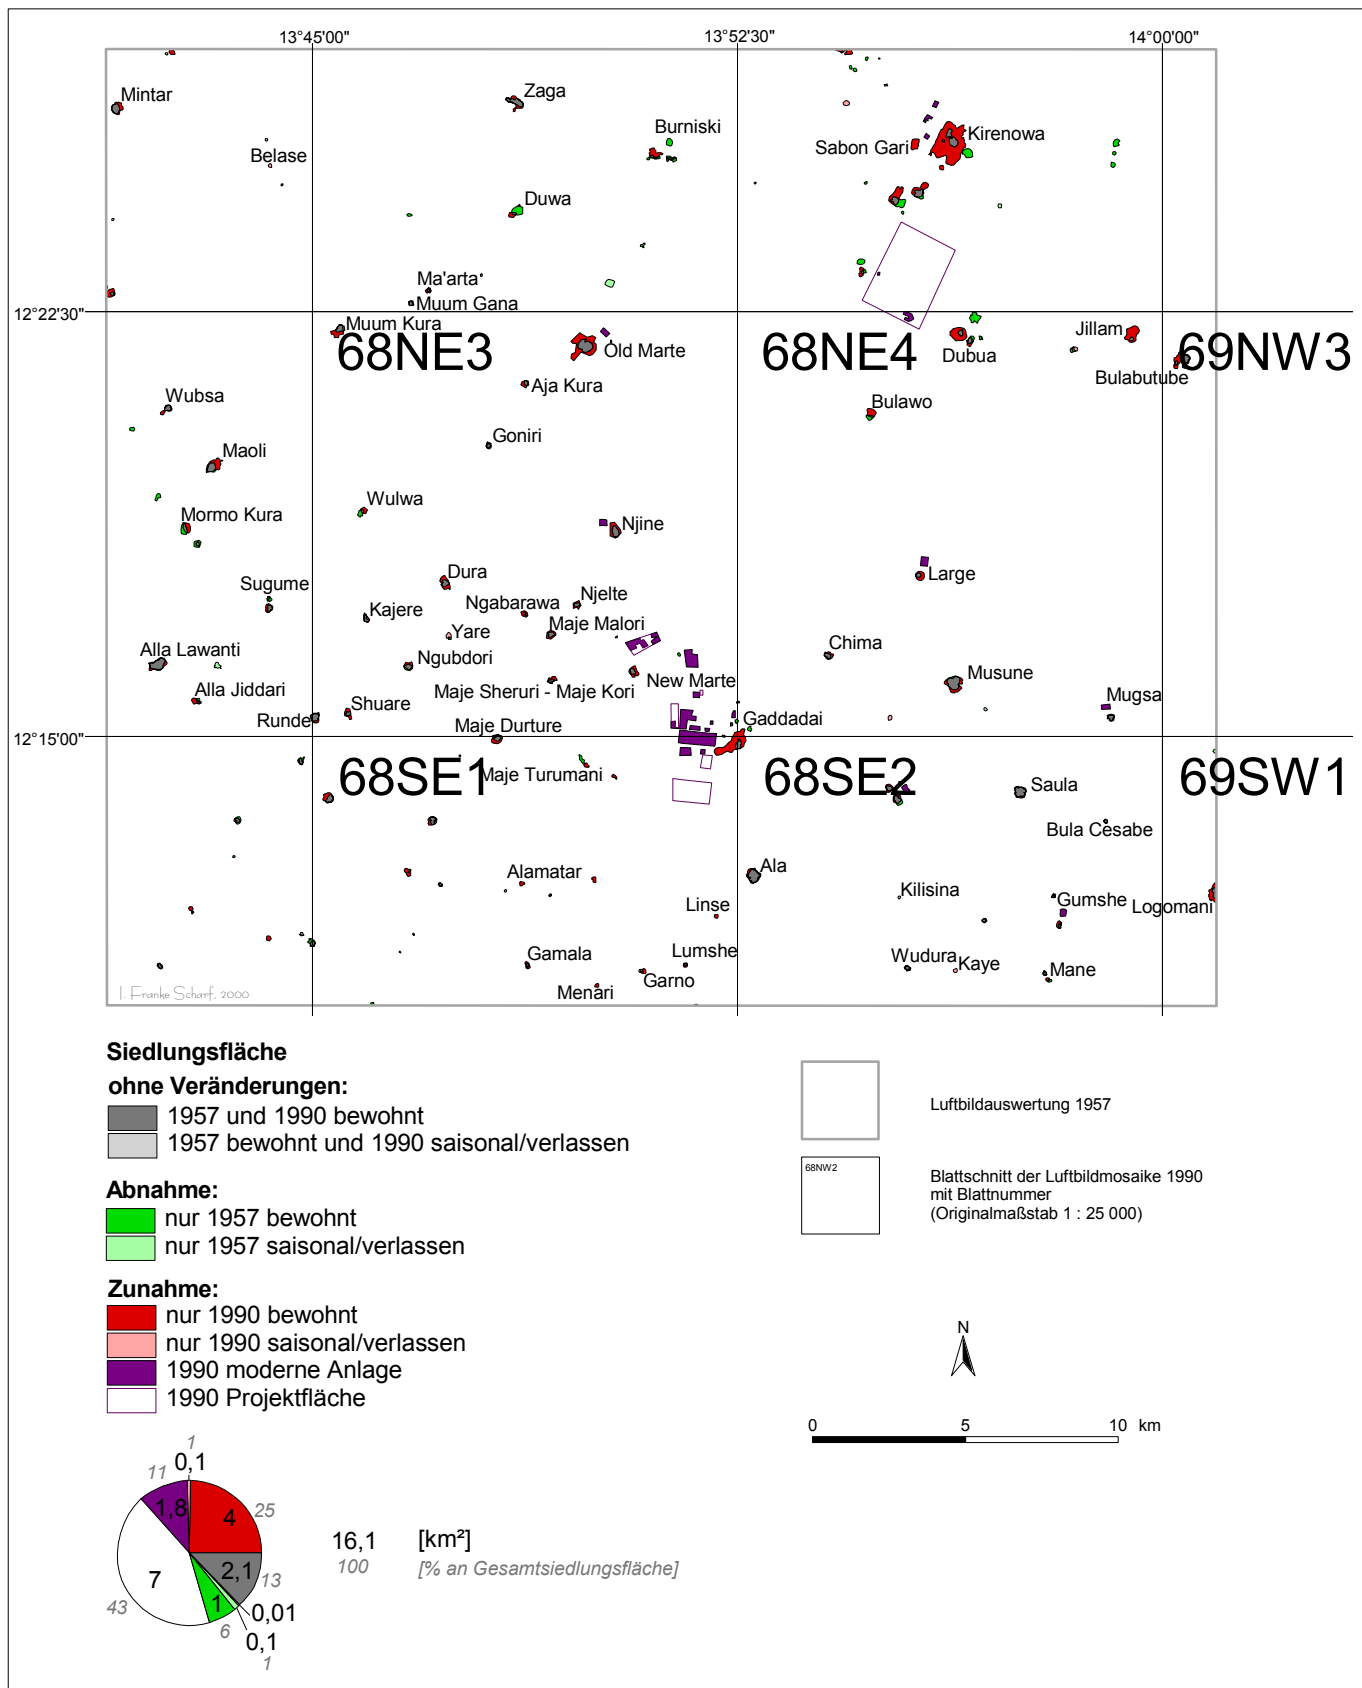 13°45'00" 13°52'30" 14°00'00"
Mintar
Zaga
Burniski
Kirenowa
Sabon Gari
Belase
Duwa
Ma'arta
Muum Gana
12°22'30"
Muum Kura
68NE3
Old Marte
68NE4
Dubua
Jillam
69NW3
Bulabutube
Aja Kura
Wubsa
Bulawo
Goniri
Maoli
Wulwa
Mormo Kura
Njine
Large
Dura
Sugume
Njelte
Ngabarawa
Kajere
Yare
Maje Malori
Chima
Alla Lawanti
Ngubdori
New Marte
Musune
Maje Sheruri - Maje Kori
Alla Jiddari
Shuare
Mugsa
Runde
Maje Durture
Gaddadai
12°15'00"
68SE1
Maje Turumani
68SE2
Saula
69SW1
Bula Cesabe
Ala
Alamatar
Kilisina
Gumshe
Linse
Logomani
Gamala
Lumshe
Wudura
Kaye
Mane
Garno
Menari
I. Franke Scharf, 2000
Siedlungsfläche
ohne Veränderungen:
1957 und 1990 bewohnt
1957 bewohnt und 1990 saisonal/verlassen
Abnahme:
nur 1957 bewohnt
nur 1957 saisonal/verlassen
Zunahme:
nur 1990 bewohnt
nur 1990 saisonal/verlassen
1990 moderne Anlage
1990 Projektfläche
Luftbildauswertung 1957
68NW2
Blattschnitt der Luftbildmosaike 1990
mit Blattnummer
(Originalmaßstab 1 : 25 000)
N
0 5 10 km
1
0,1
11
1,8
4
25
2,1
13
7
43
1
6
0,01
0,1
1
16,1 [km²]
100 [% an Gesamtsiedlungsfläche]